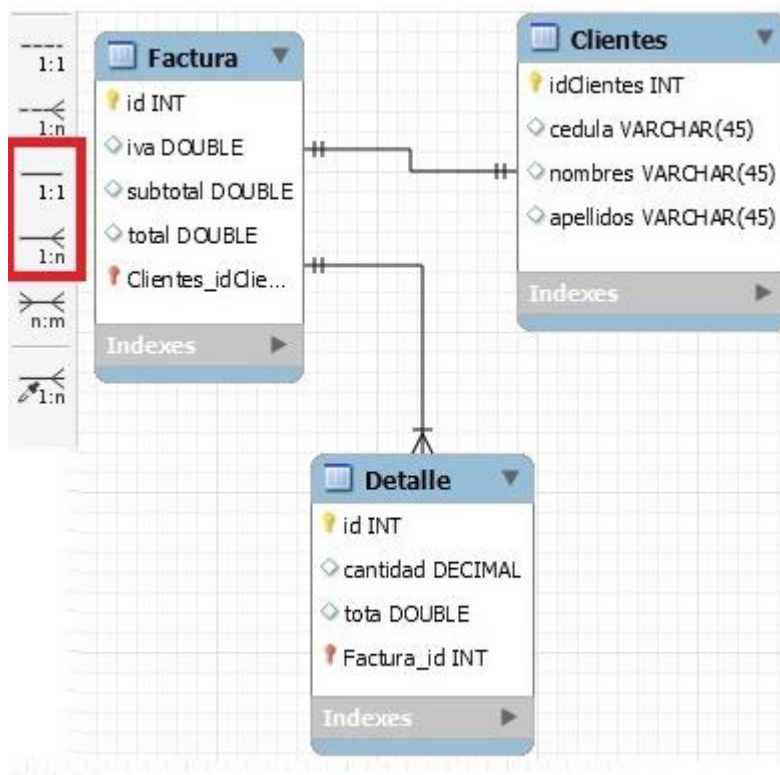 1:1
1:n
1:1
1:n
n:m
1:n
Factura
id INT
iva DOUBLE
subtotal DOUBLE
total DOUBLE
Clientes_idClie...
Indexes
Clientes
idClientes INT
cedula VARCHAR(45)
nombres VARCHAR(45)
apellidos VARCHAR(45)
Indexes
Detalle
id INT
cantidad DECIMAL
tota DOUBLE
Factura_id INT
Indexes